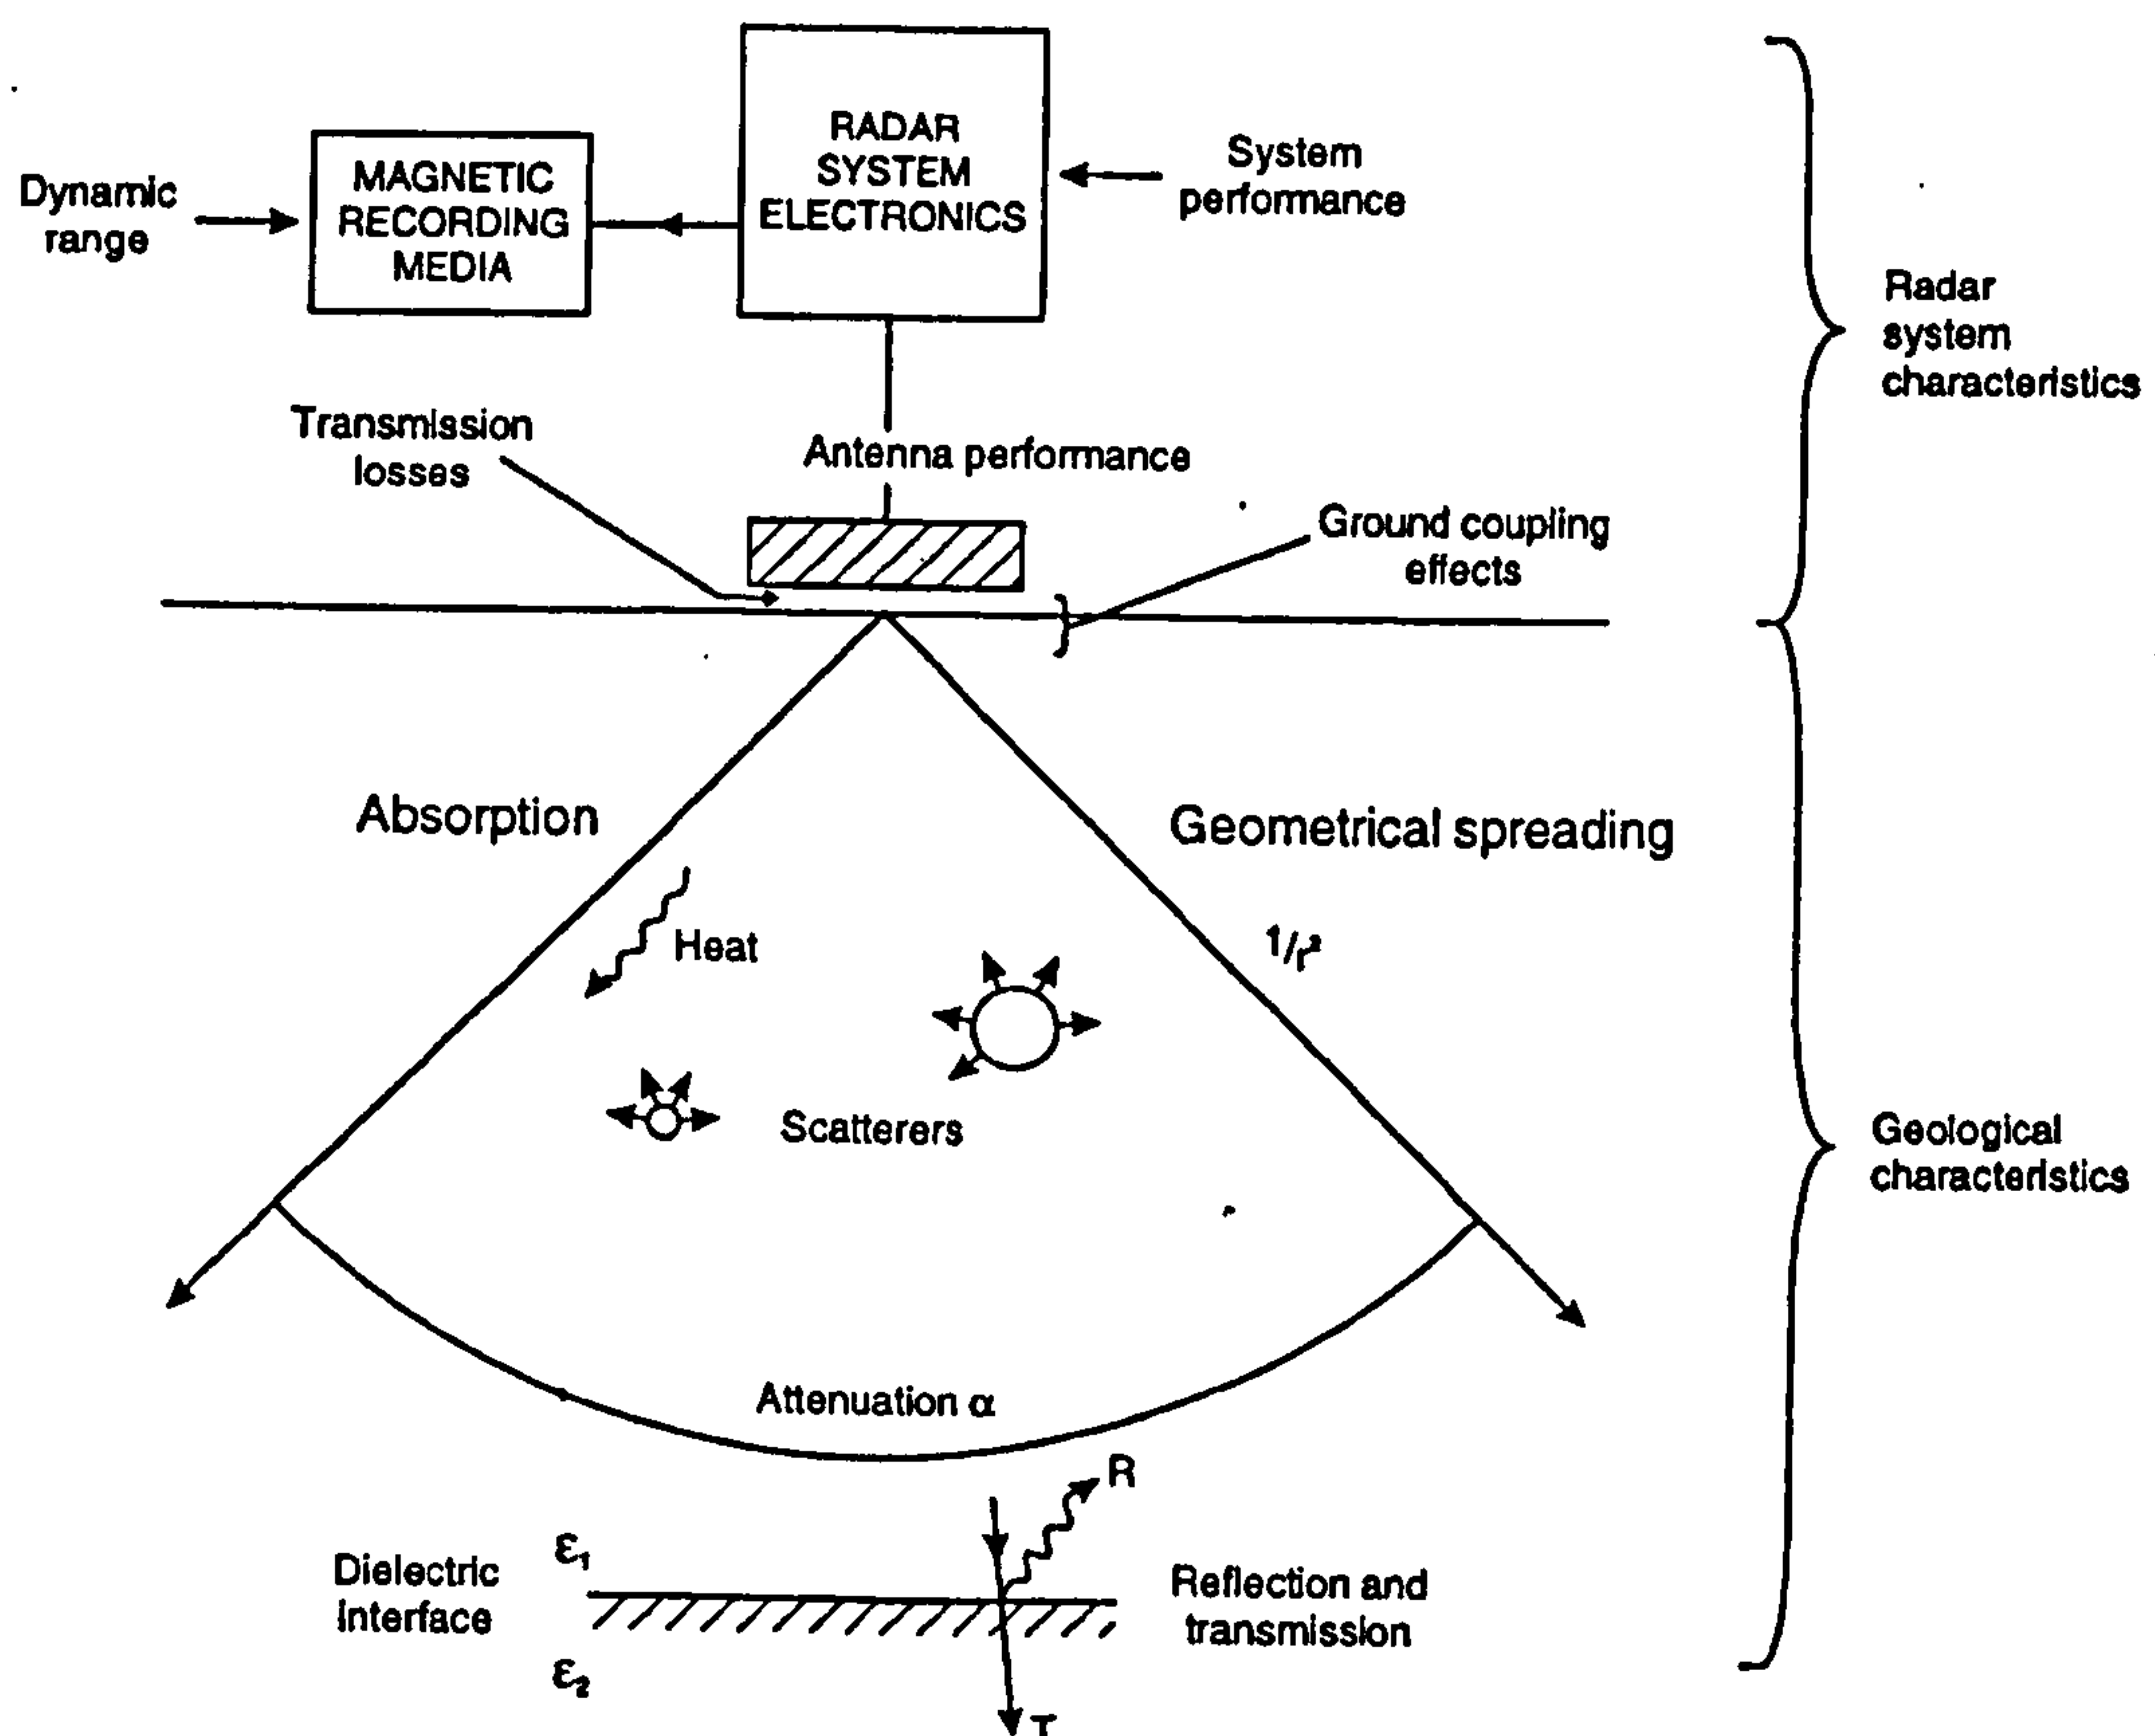 RADAR
SYSTEM
ELECTRONICS
MAGNETIC
RECORDING
MEDIA
Dynamic
range
System
performance
Radar
system
characteristics
Transmission
losses
Antenna performance
Ground coupling
effects
Absorption
Geometrical spreading
Heat
1/r²
Scatterers
Geological
characteristics
Attenuation α
R
ε₁
Dielectric
interface
Reflection and
transmission
ε₂
T